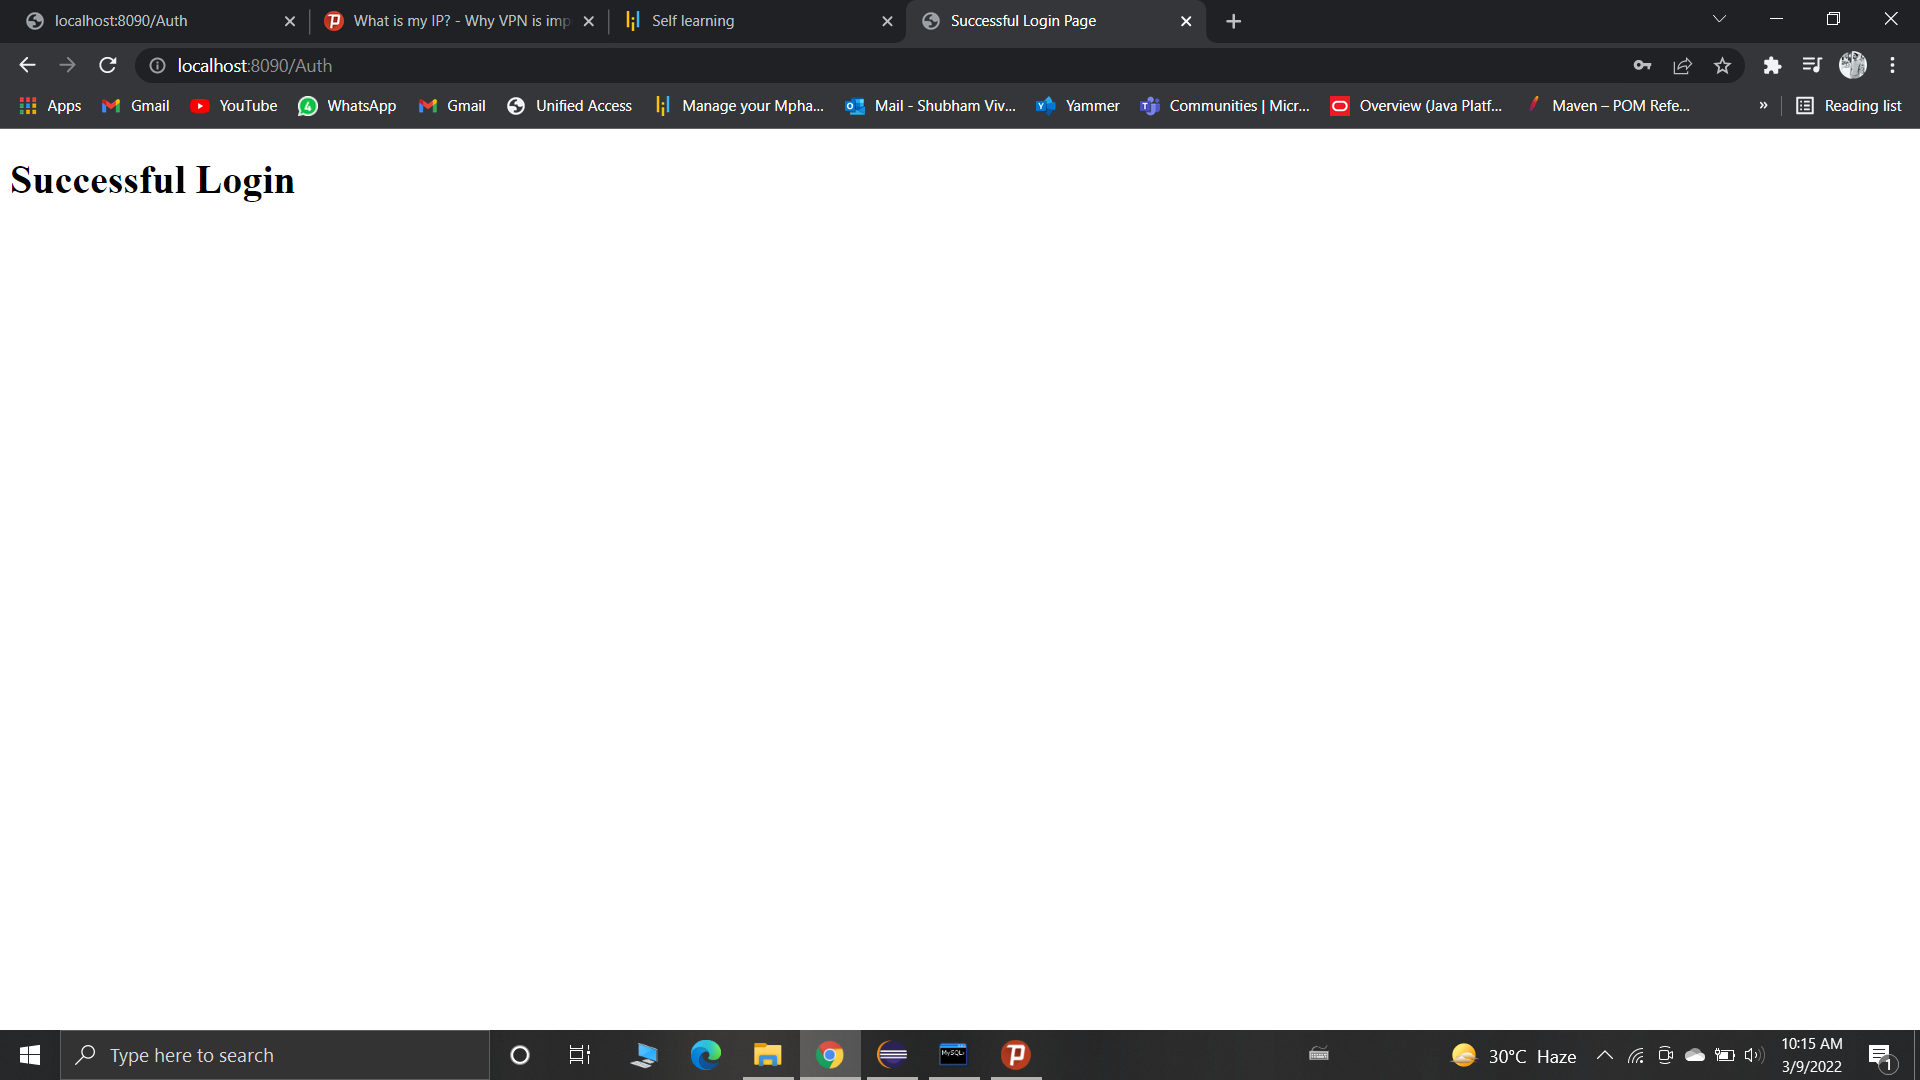 localhost:8090/Auth
What is my IP? - Why VPN is imp
Self learning
Successful Login Page
localhost:8090/Auth
Apps
Gmail
YouTube
4
WhatsApp
Gmail
Unified Access
Manage your Mpha...
Mail - Shubham Viv...
Yammer
Communities | Micr...
Overview (Java Platf...
Maven – POM Refe...
»
Reading list
Successful Login
Type here to search
30°C Haze
10:15 AM
3/9/2022
1